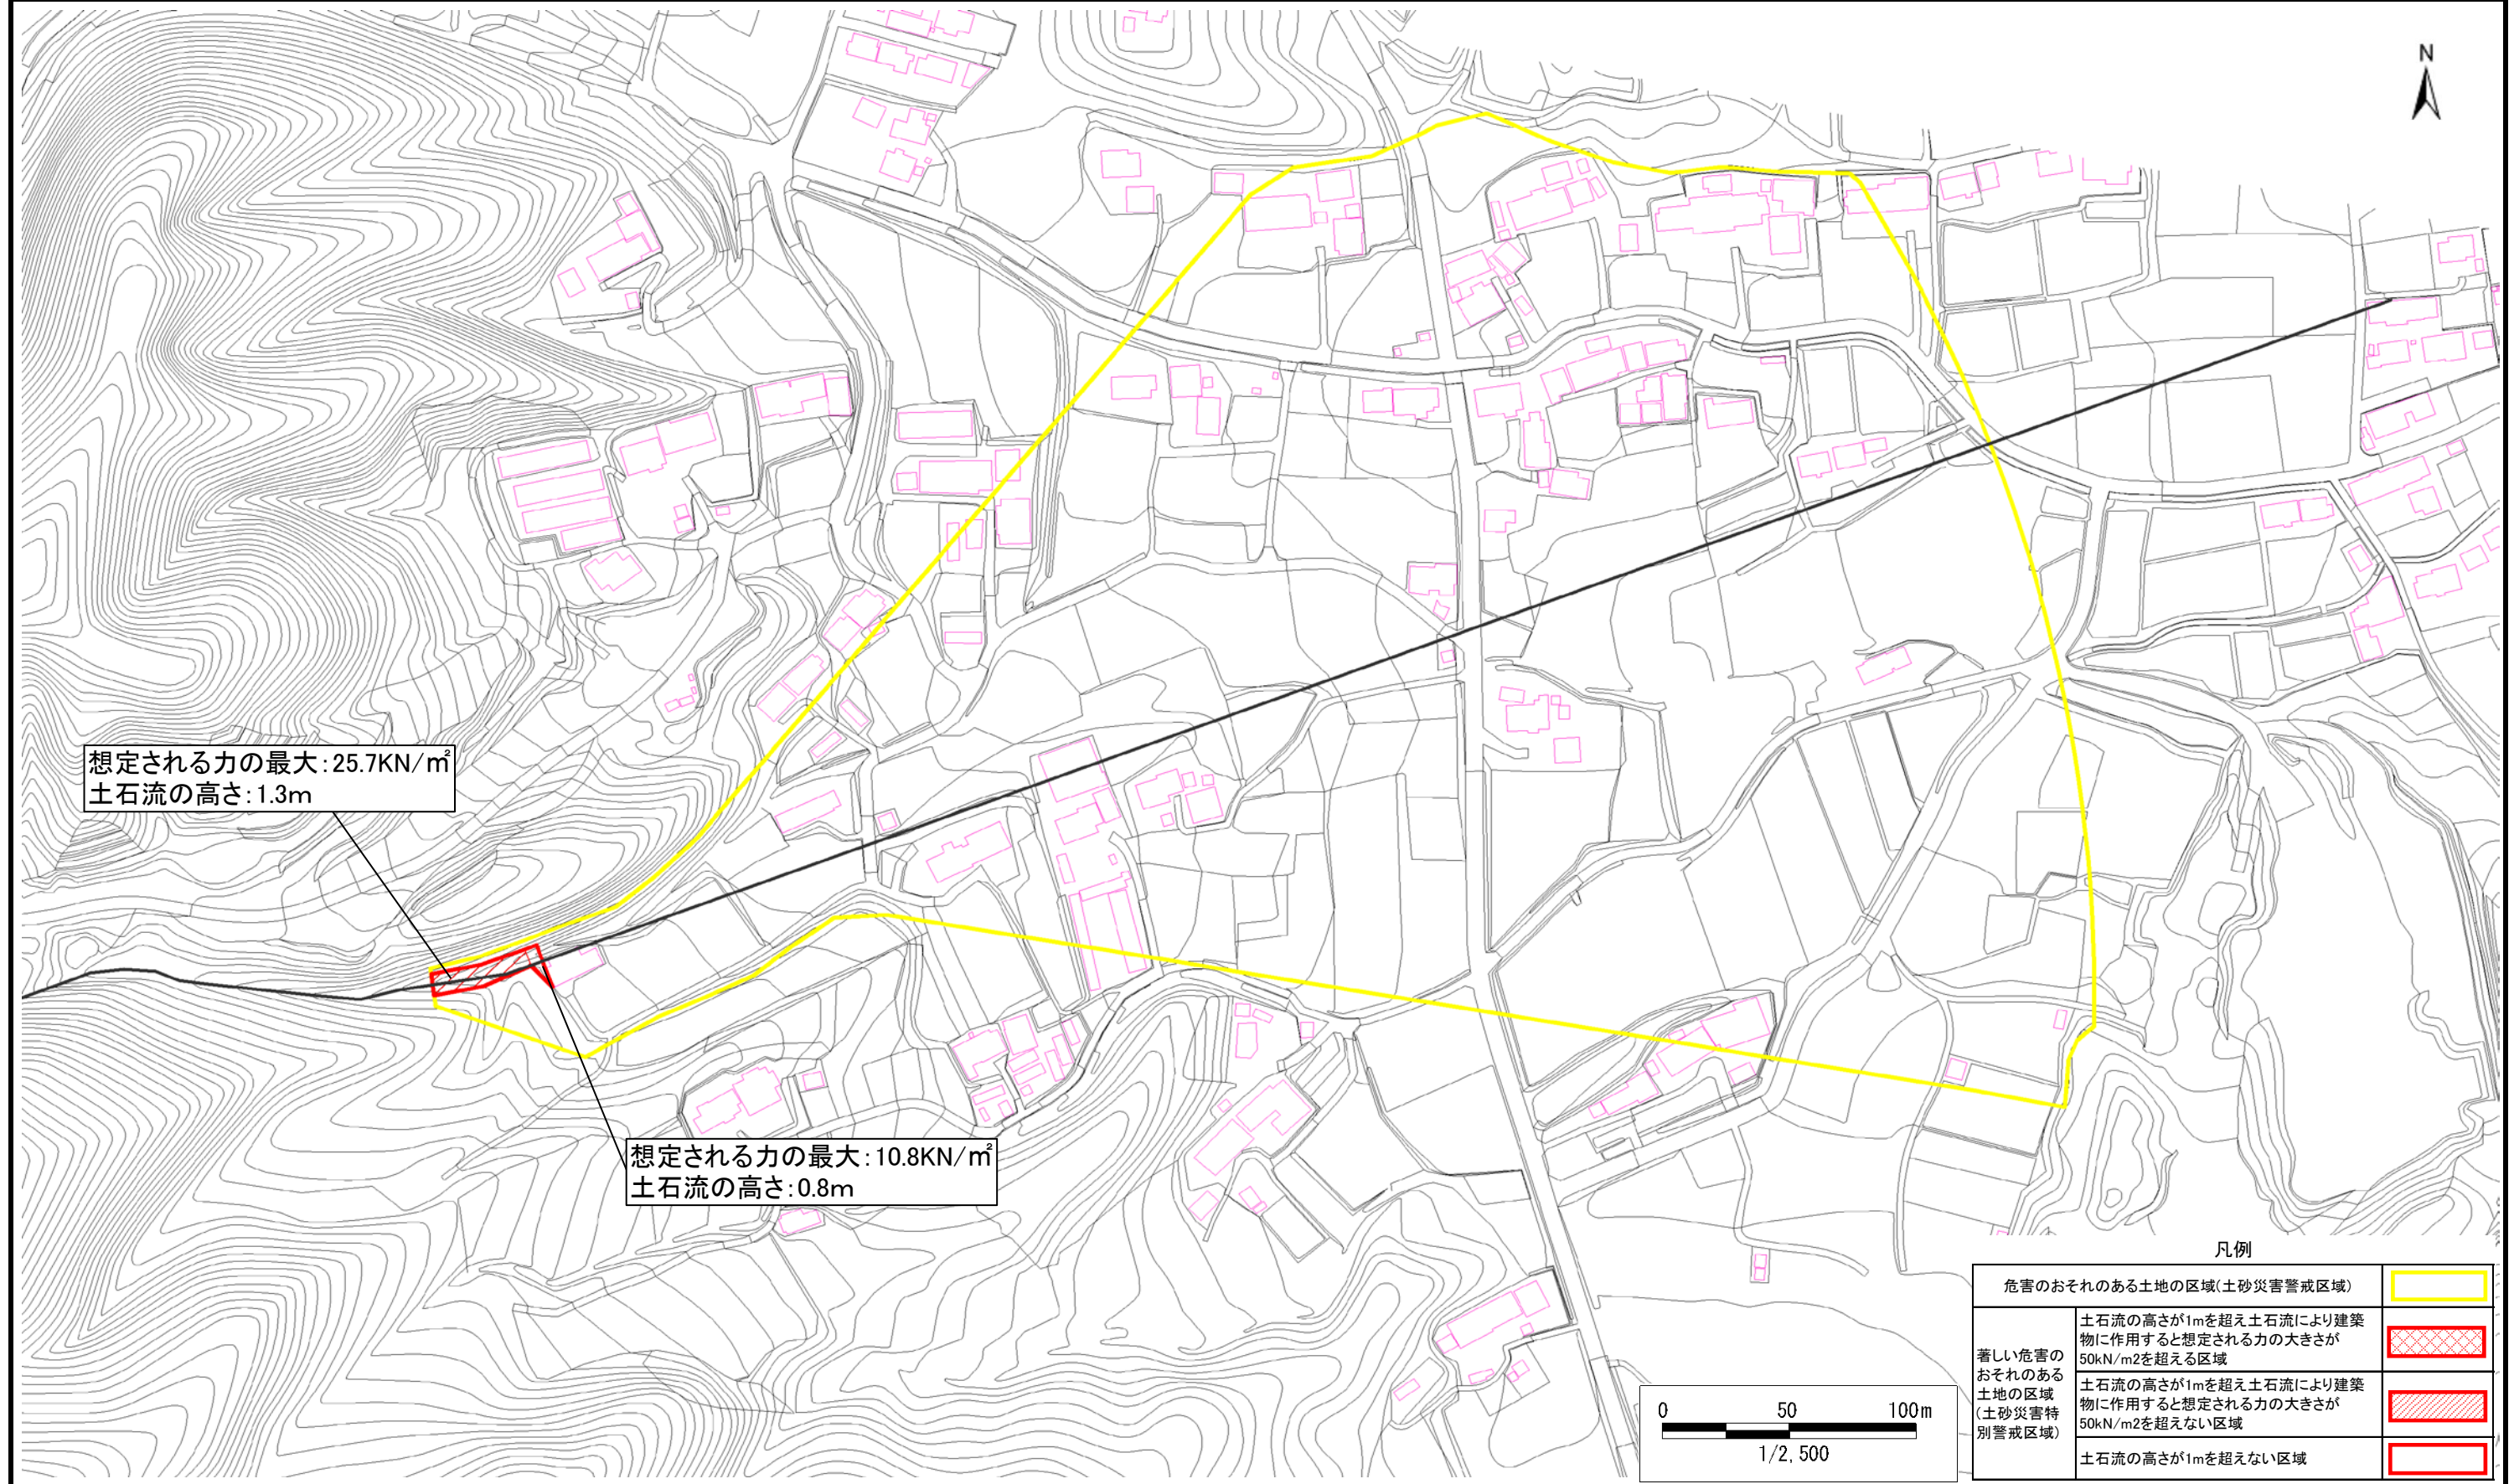 N
想定される力の最大:25.7KN/㎡
土石流の高さ:1.3m
想定される力の最大:10.8KN/㎡
土石流の高さ:0.8m
凡例
危害のおそれのある土地の区域(土砂災害警戒区域)
著しい危害の
おそれのある
土地の区域
(土砂災害特
別警戒区域)
土石流の高さが1mを超え土石流により建築
物に作用すると想定される力の大きさが
50kN/m2を超える区域
土石流の高さが1mを超え土石流により建築
物に作用すると想定される力の大きさが
50kN/m2を超えない区域
土石流の高さが1mを超えない区域
0 50 100m
1/2,500